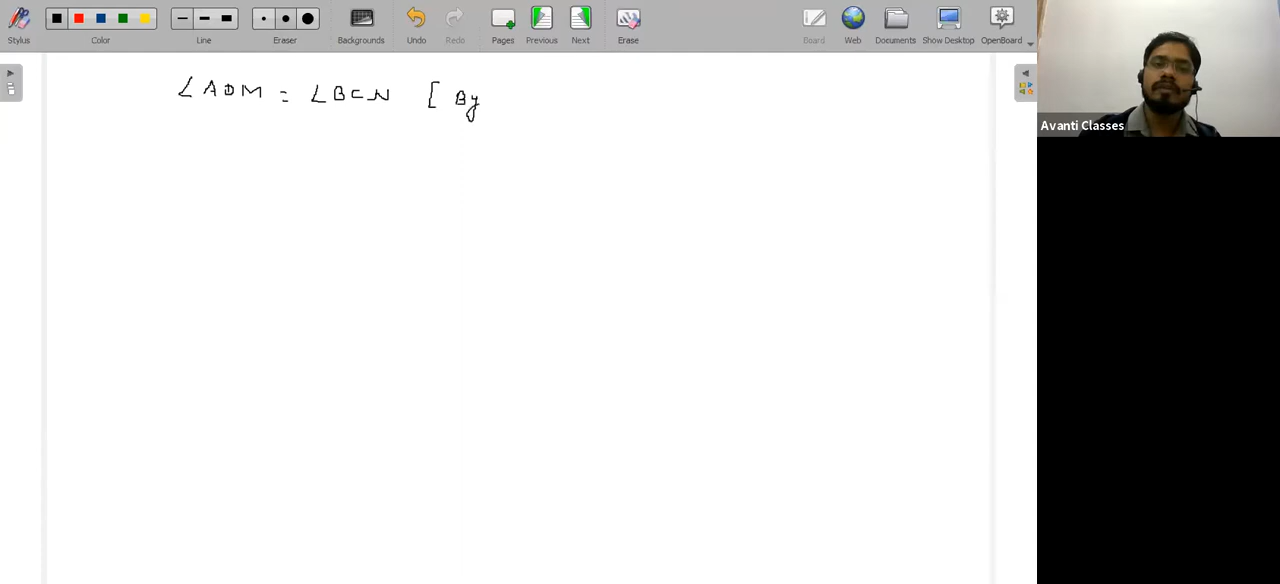 Stylus
Color
Line
Eraser
Backgrounds
Undo
Redo
Pages
Previous
Next
Erase
Board
Web
Documents
Show Desktop
OpenBoard
Avanti Classes
∠ADM = ∠BCN [ By